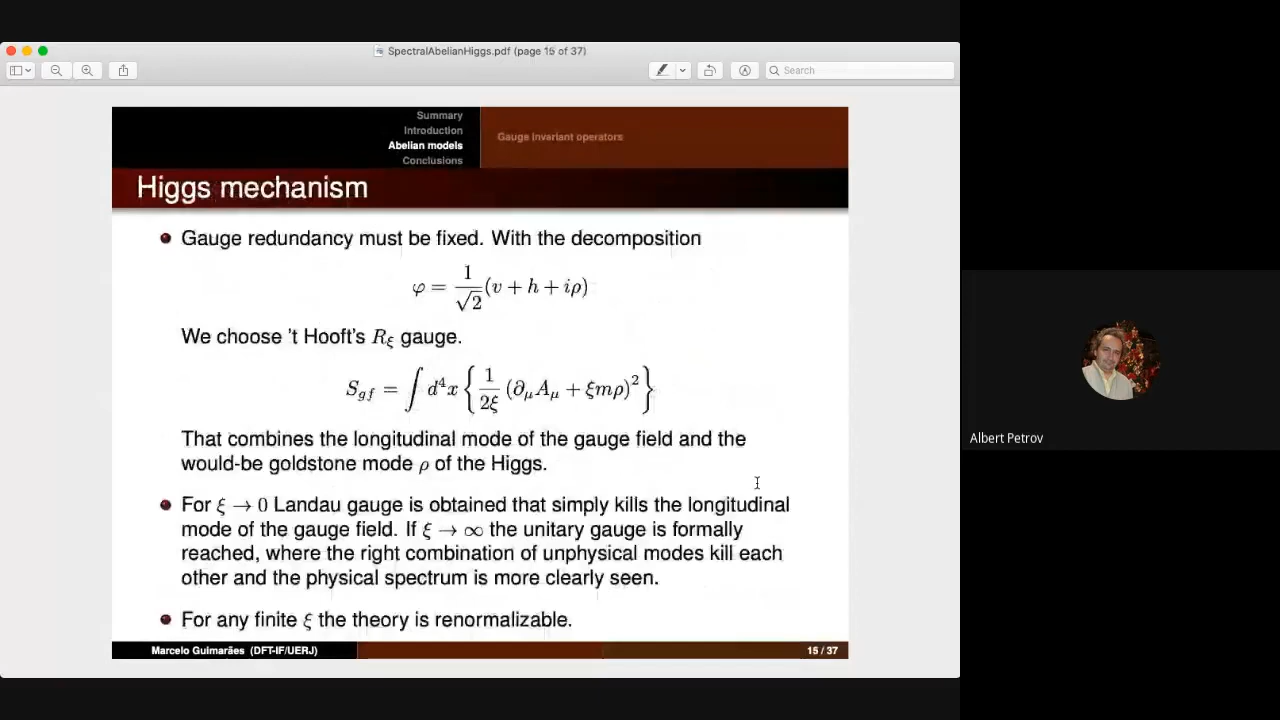 SpectralAbelianHiggs.pdf (page 15 of 37)
Search
Summary
Introduction
Abelian models
Conclusions
Gauge invariant operators
Higgs mechanism
Gauge redundancy must be fixed. With the decomposition
φ = 1/√2 (v + h + iρ)
We choose 't Hooft's Rξ gauge.
S_gf = ∫ d⁴x { 1/2ξ (∂μAμ + ξmρ)² }
That combines the longitudinal mode of the gauge field and the
would-be goldstone mode ρ of the Higgs.
For ξ → 0 Landau gauge is obtained that simply kills the longitudinal
mode of the gauge field. If ξ → ∞ the unitary gauge is formally
reached, where the right combination of unphysical modes kill each
other and the physical spectrum is more clearly seen.
For any finite ξ the theory is renormalizable.
Marcelo Guimarães (DFT-IF/UERJ)
15 / 37
Albert Petrov